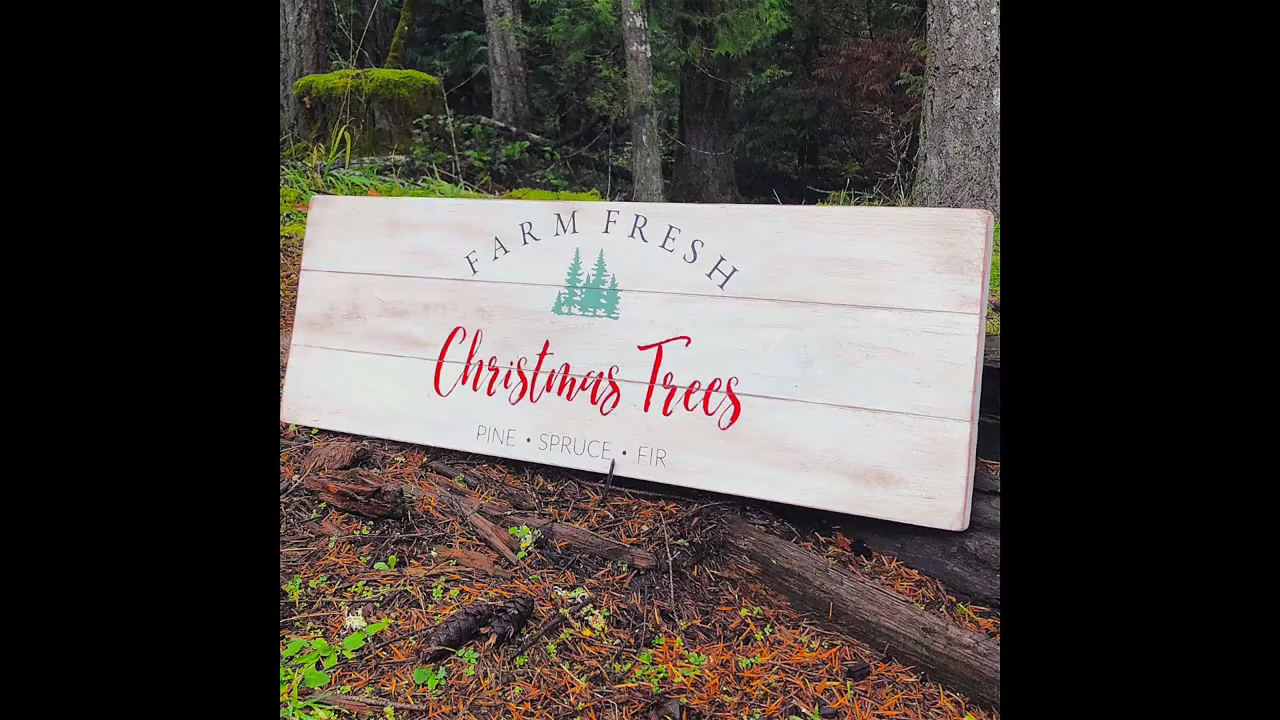 FARM FRESH
Christmas Trees
PINE • SPRUCE • FIR